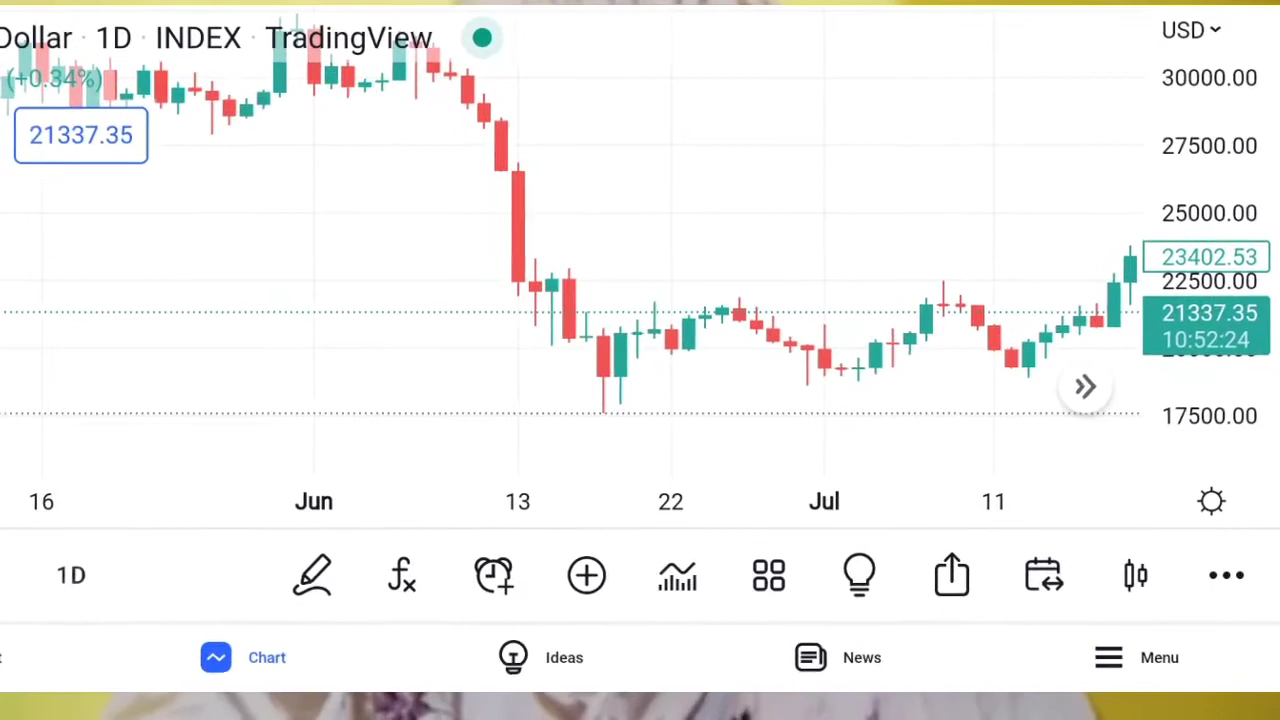 Dollar · 1D · INDEX · TradingView
USD
(+0.34%)
30000.00
21337.35
27500.00
25000.00
23402.53
22500.00
21337.35
10:52:24
17500.00
16 Jun 13 22 Jul 11
1D
Chart Ideas News Menu